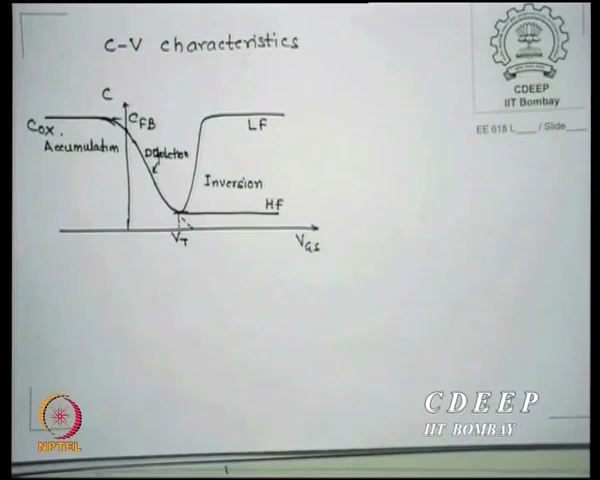 C-V characteristics
C
Cox.
CFB
LF
Accumulation
Depletion
Inversion
HF
VT
VGS
CDEEP
IIT Bombay
EE 618 L___ / Slide___
NPTEL
CDEEP
IIT BOMBAY